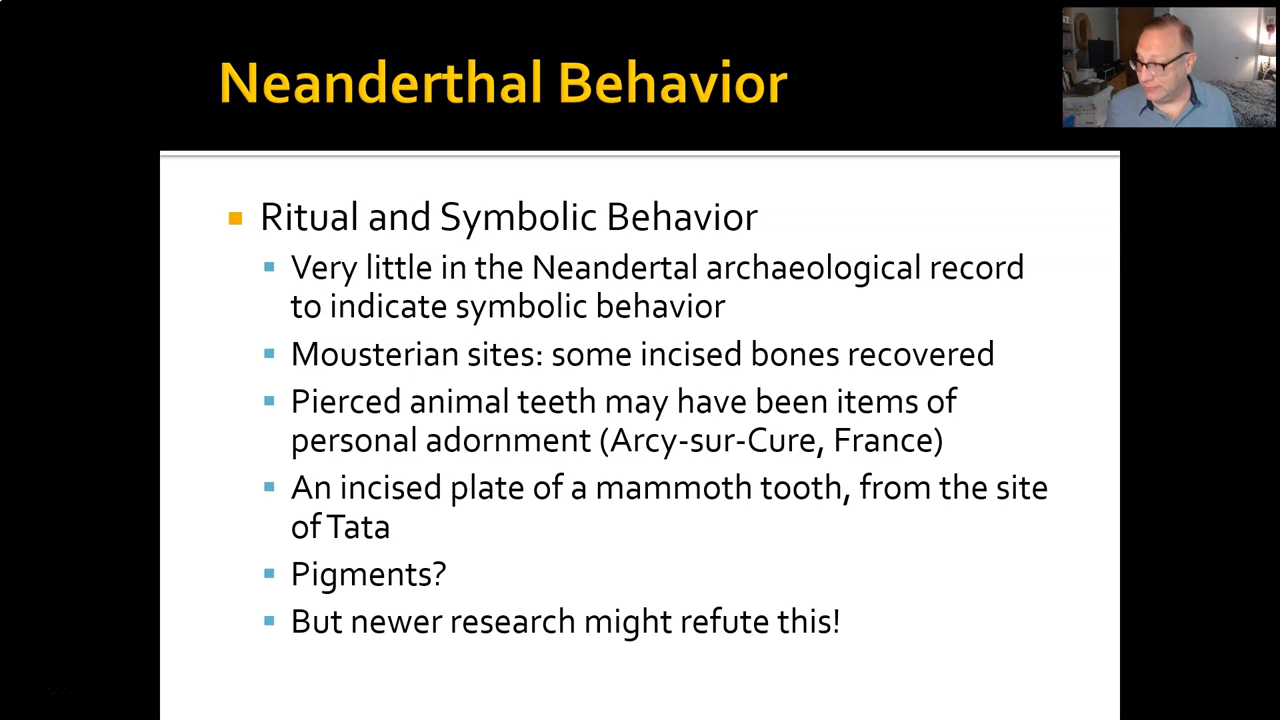 Neanderthal Behavior
Ritual and Symbolic Behavior
Very little in the Neandertal archaeological record
to indicate symbolic behavior
Mousterian sites: some incised bones recovered
Pierced animal teeth may have been items of
personal adornment (Arcy-sur-Cure, France)
An incised plate of a mammoth tooth, from the site
of Tata
Pigments?
But newer research might refute this!